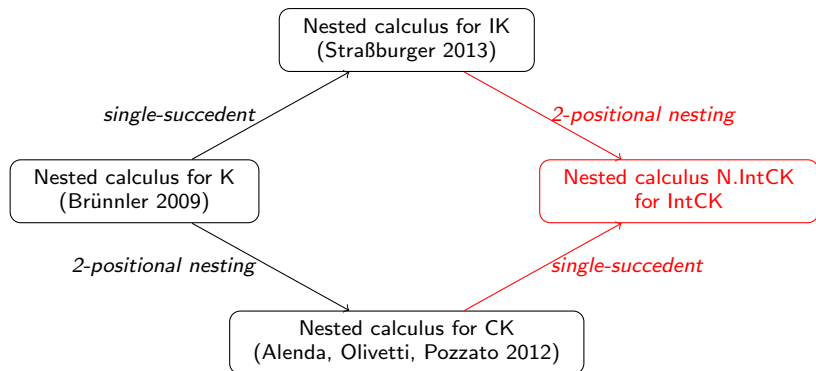 Nested calculus for IK
(Straßburger 2013)
single-succedent
2-positional nesting
Nested calculus for K
(Brünnler 2009)
Nested calculus N.IntCK
for IntCK
2-positional nesting
single-succedent
Nested calculus for CK
(Alenda, Olivetti, Pozzato 2012)